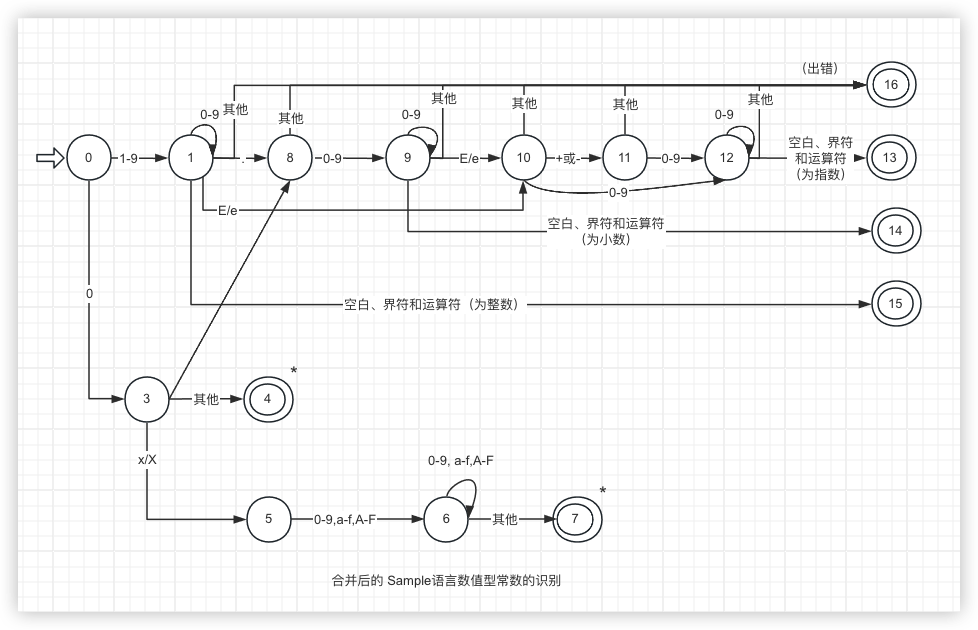 （出错）
16
0-9
其他
其他
0-9
其他
其他
其他
0-9
其他
0
1-9
1
.
8
0-9
9
E/e
10
+或-
11
0-9
12
空白、界符
和运算符
（为指数）
13
0-9
E/e
空白、界符和运算符
（为小数）
14
0
空白、界符和运算符（为整数）
15
3
其他
4
*
x/X
0-9, a-f,A-F
5
0-9,a-f,A-F
6
其他
7
*
合并后的 Sample语言数值型常数的识别